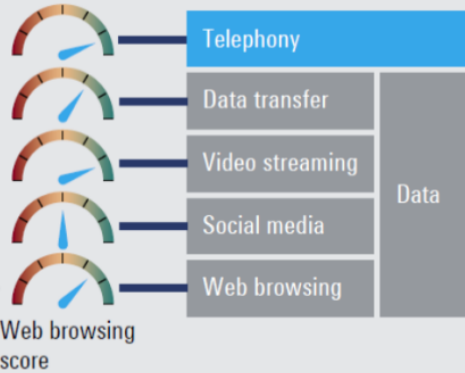 Telephony
Data transfer
Video streaming
Data
Social media
Web browsing
Web browsing
score